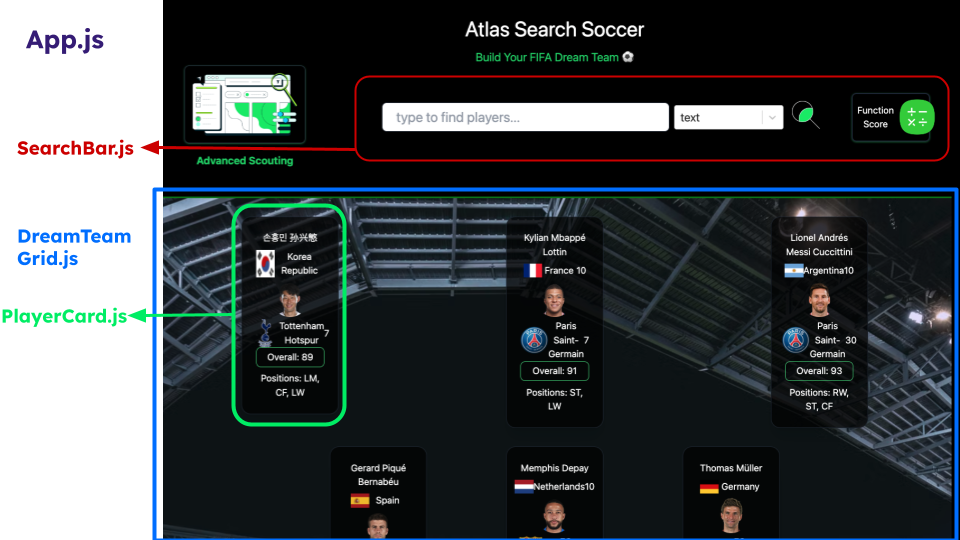 App.js
Atlas Search Soccer
Build Your FIFA Dream Team ⚽
type to find players...
text
Function
Score
Advanced Scouting
SearchBar.js
DreamTeam
Grid.js
PlayerCard.js
손흥민 孙兴慜
Korea
Republic
Tottenham
Hotspur
7
Overall: 89
Positions: LM,
CF, LW
Kylian Mbappé
Lottin
France 10
Paris
Saint- 7
Germain
Overall: 91
Positions: ST,
LW
Lionel Andrés
Messi Cuccittini
Argentina10
Paris
Saint- 30
Germain
Overall: 93
Positions: RW,
ST, CF
Gerard Piqué
Bernabéu
Spain
Memphis Depay
Netherlands10
Thomas Müller
Germany